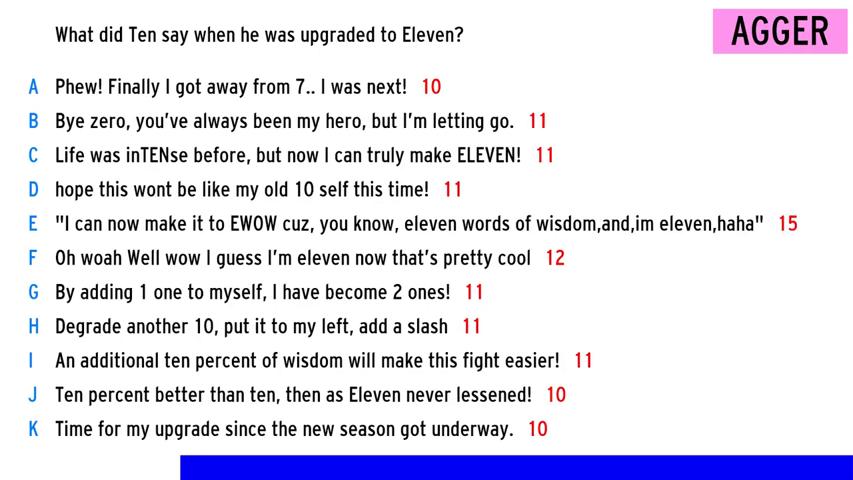 What did Ten say when he was upgraded to Eleven?
AGGER
A Phew! Finally I got away from 7.. I was next! 10
B Bye zero, you've always been my hero, but I'm letting go. 11
C Life was inTENse before, but now I can truly make ELEVEN! 11
D hope this wont be like my old 10 self this time! 11
E "I can now make it to EWOW cuz, you know, eleven words of wisdom,and,im eleven,haha" 15
F Oh woah Well wow I guess I'm eleven now that's pretty cool 12
G By adding 1 one to myself, I have become 2 ones! 11
H Degrade another 10, put it to my left, add a slash 11
I An additional ten percent of wisdom will make this fight easier! 11
J Ten percent better than ten, then as Eleven never lessened! 10
K Time for my upgrade since the new season got underway. 10